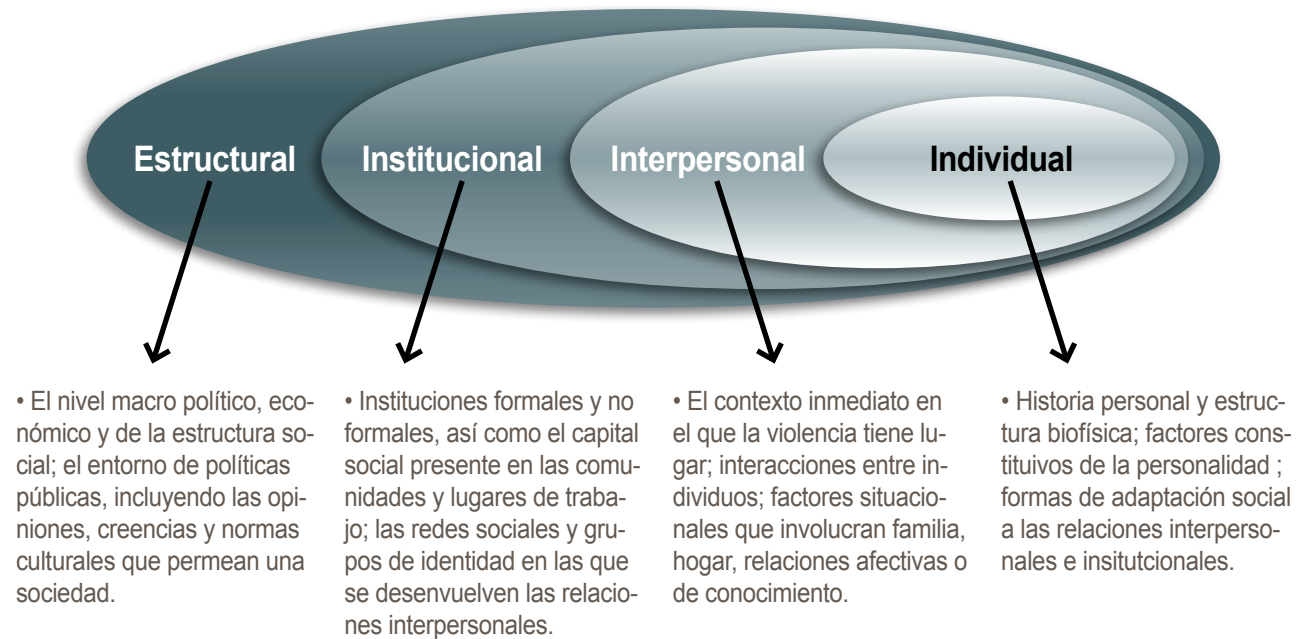 Estructural
Institucional
Interpersonal
Individual
• El nivel macro político, eco-
nómico y de la estructura so-
cial; el entorno de políticas
públicas, incluyendo las opi-
niones, creencias y normas
culturales que permean una
sociedad.
• Instituciones formales y no
formales, así como el capital
social presente en las comu-
nidades y lugares de traba-
jo; las redes sociales y gru-
pos de identidad en las que
se desenvuelven las relacio-
nes interpersonales.
• El contexto inmediato en
el que la violencia tiene lu-
gar; interacciones entre in-
dividuos; factores situacio-
nales que involucran familia,
hogar, relaciones afectivas o
de conocimiento.
• Historia personal y estruc-
tura biofísica; factores cons-
tituivos de la personalidad ;
formas de adaptación social
a las relaciones interperso-
nales e insitutcionales.